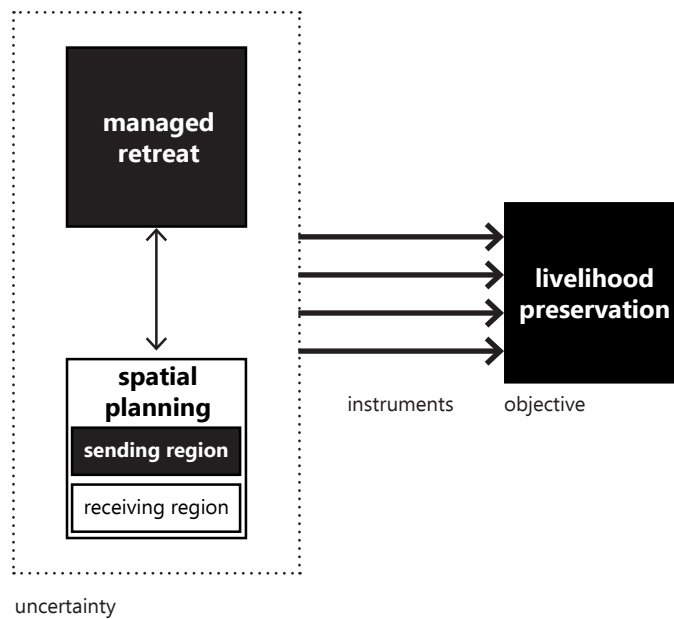 managed
retreat
spatial
planning
sending region
receiving region
livelihood
preservation
instruments
objective
uncertainty